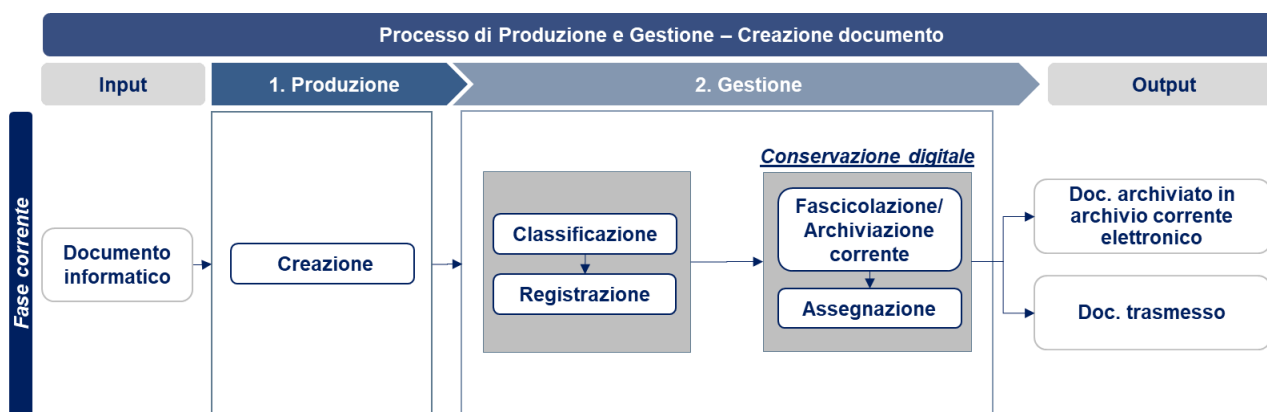 Processo di Produzione e Gestione – Creazione documento
Input
1. Produzione
2. Gestione
Output
Fase corrente
Documento
informatico
Creazione
Classificazione
Registrazione
Conservazione digitale
Fascicolazione/
Archiviazione
corrente
Assegnazione
Doc. archiviato in
archivio corrente
elettronico
Doc. trasmesso